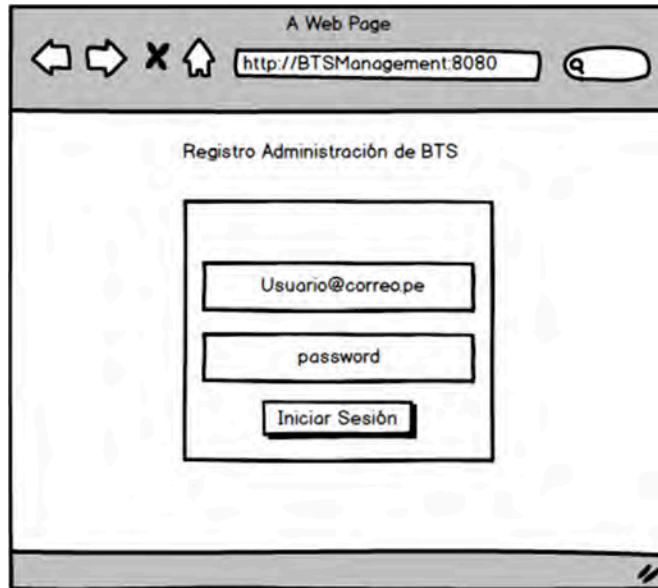 A Web Page
http://BTSManagement:8080
Registro Administración de BTS
Usuario@correo.pe
password
Iniciar Sesión